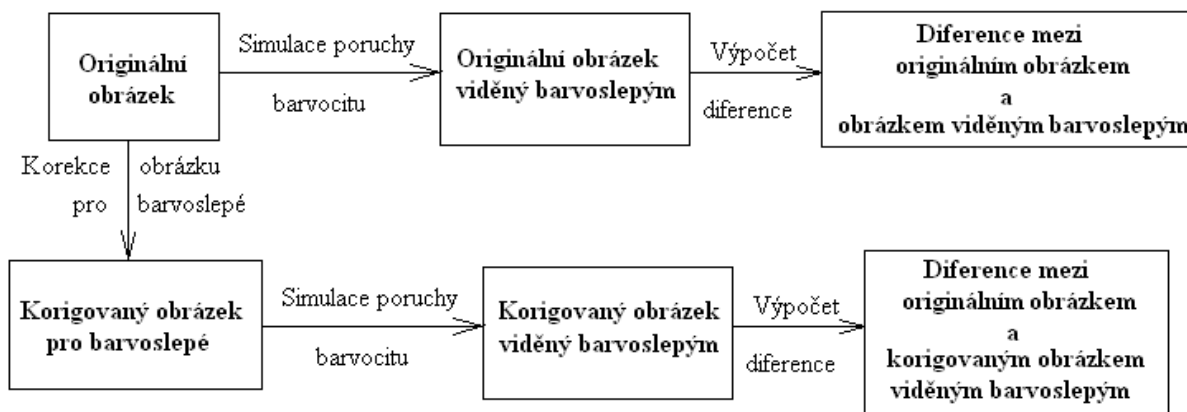 Originální
obrázek
Simulace poruchy
barvocitu
Originální obrázek
viděný barvoslepým
Výpočet
diference
Diference mezi
originálním obrázkem
a
obrázkem viděným barvoslepým
Korekce obrázku
pro barvoslepé
Korigovaný obrázek
pro barvoslepé
Simulace poruchy
barvocitu
Korigovaný obrázek
viděný barvoslepým
Výpočet
diference
Diference mezi
originálním obrázkem
a
korigovaným obrázkem
viděným barvoslepým